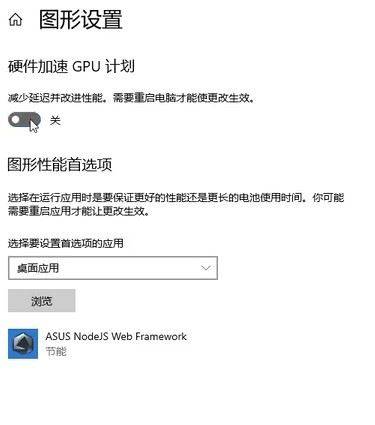 图形设置
硬件加速 GPU 计划
减少延迟并改进性能。需要重启电脑才能使更改生效。
关
图形性能首选项
选择在运行应用时是要保证更好的性能还是更长的电池使用时间。你可能
需要重启应用才能让更改生效。
选择要设置首选项的应用
桌面应用
浏览
ASUS NodeJS Web Framework
节能